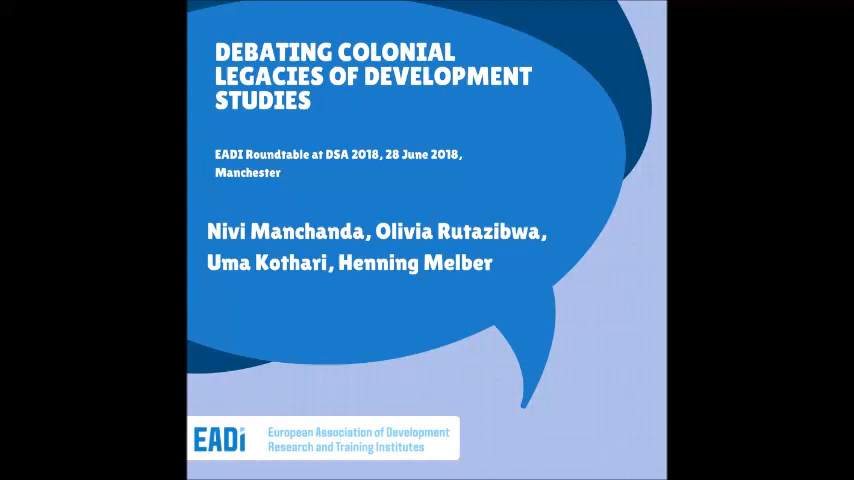 DEBATING COLONIAL
LEGACIES OF DEVELOPMENT
STUDIES
EADI Roundtable at DSA 2018, 28 June 2018,
Manchester
Nivi Manchanda, Olivia Rutazibwa,
Uma Kothari, Henning Melber
EADi
European Association of Development
Research and Training Institutes